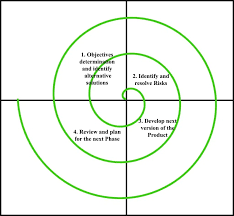 1. Objectives
determination
and identify
alternative
solutions
2. Identify and
resolve Risks
3. Develop next
version of the
Product
4. Review and plan
for the next Phase